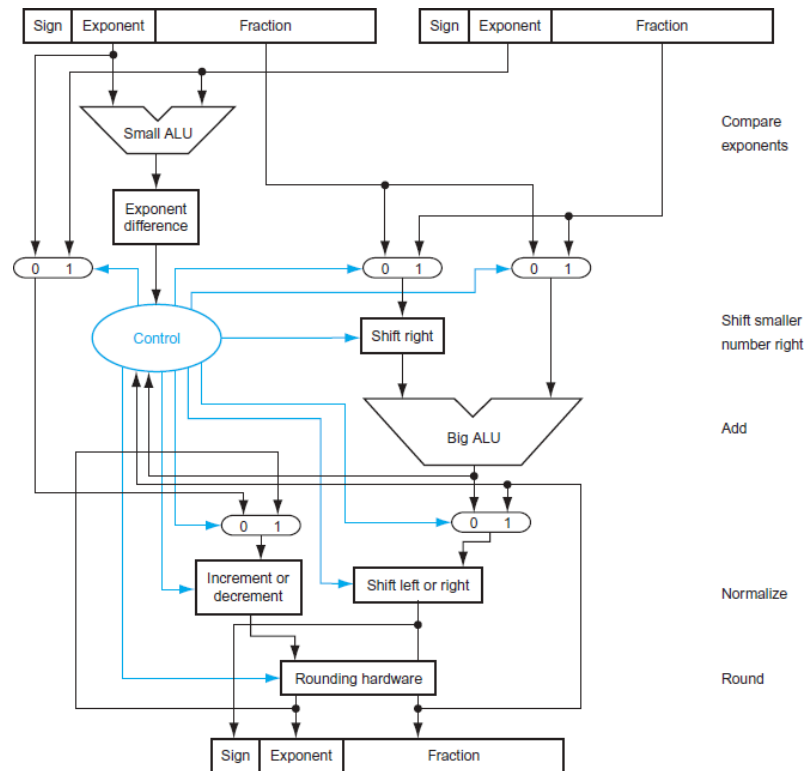 Sign Exponent Fraction Sign Exponent Fraction
Small ALU
Compare
exponents
Exponent
difference
0 1 0 1 0 1
Control
Shift right
Shift smaller
number right
Big ALU
Add
0 1 0 1
Increment or
decrement
Shift left or right
Normalize
Rounding hardware
Round
Sign Exponent Fraction